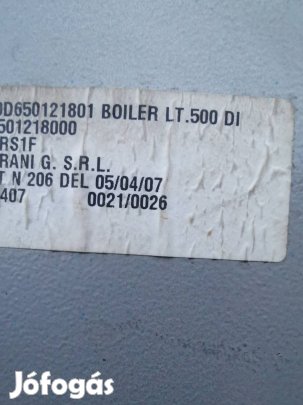 0D650121801 BOILER LT.500 DI
501218000
RS1F
RANI G. S.R.L.
T N 206 DEL 05/04/07
407 0021/0026
Jófogás